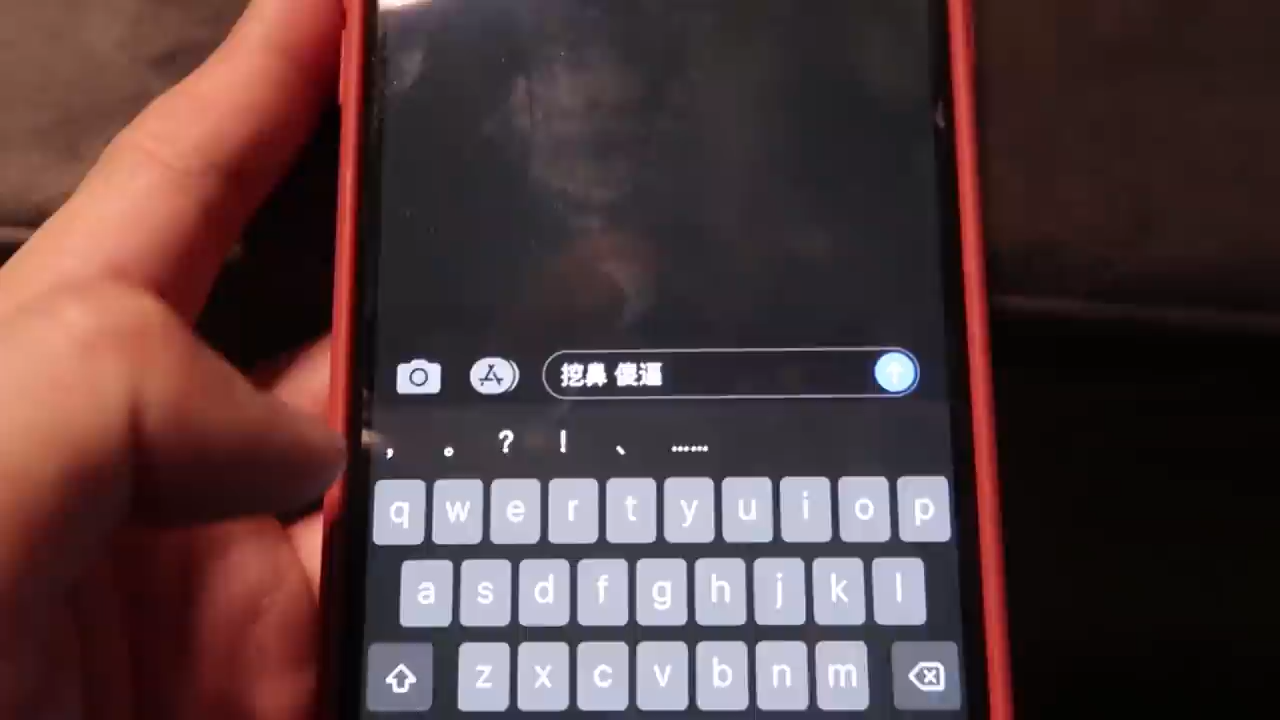 挖鼻 傻逼
， 。 ? ! 、 ……
q w e r t y u i o p
a s d f g h j k l
z x c v b n m